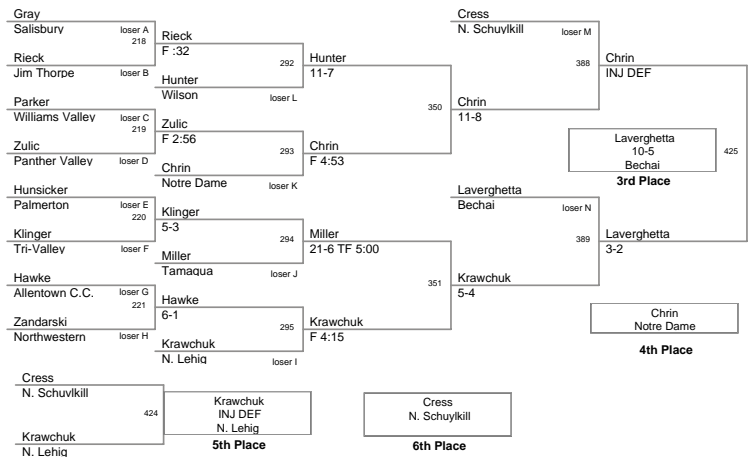 Gray
Salisbury
loser A
218
Rieck
Jim Thorpe
loser B
Rieck
F :32
292
Hunter
Wilson
loser L
Hunter
11-7
Parker
Williams Valley
loser C
219
Zulic
Panther Valley
loser D
Zulic
F 2:56
293
Chrin
Notre Dame
loser K
Chrin
F 4:53
350
Chrin
11-8
Cress
N. Schuylkill
loser M
388
Chrin
INJ DEF
Hunsicker
Palmerton
loser E
220
Klinger
Tri-Valley
loser F
Klinger
5-3
294
Miller
Tamaqua
loser J
Miller
21-6 TF 5:00
Hawke
Allentown C.C.
loser G
221
Zandarski
Northwestern
loser H
Hawke
6-1
295
Krawchuk
N. Lehig
loser I
Krawchuk
F 4:15
351
Krawchuk
5-4
Laverghetta
Bechai
loser N
389
Laverghetta
3-2
425
Laverghetta
10-5
Bechai
3rd Place
Chrin
Notre Dame
4th Place
Cress
N. Schuylkill
424
Krawchuk
N. Lehig
Krawchuk
INJ DEF
N. Lehig
5th Place
Cress
N. Schuylkill
6th Place